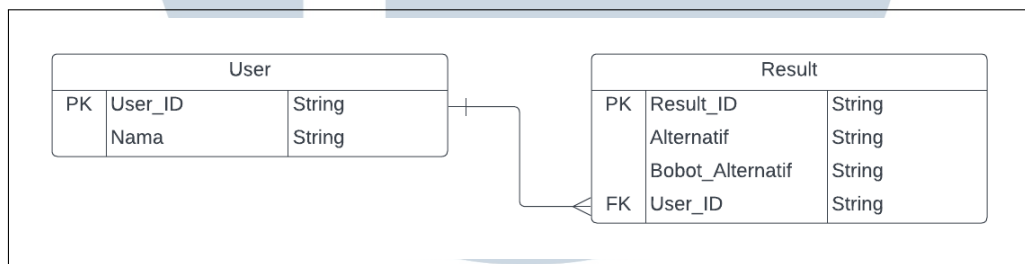 User
PK User_ID String
Nama String
Result
PK Result_ID String
Alternatif String
Bobot_Alternatif String
FK User_ID String